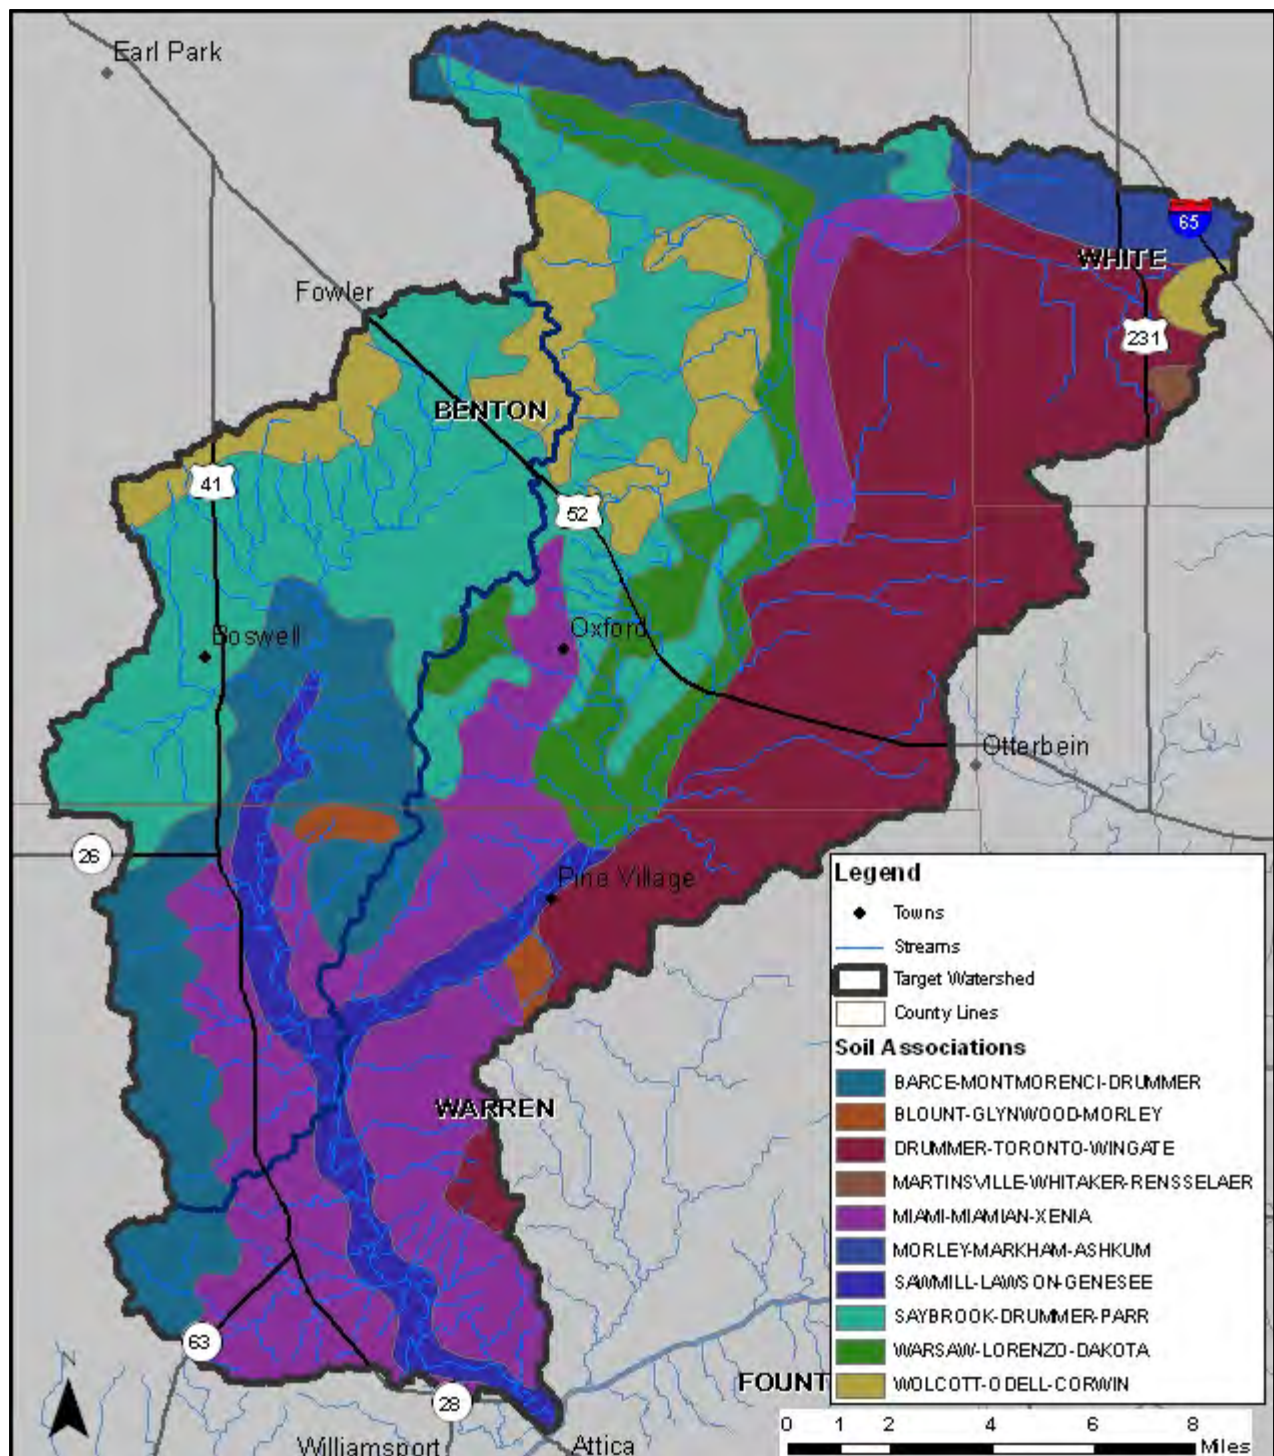 Earl Park
65
WHITE
Fowler
231
BENTON
41
52
Boswell
Oxford
Otterbein
26
Pine Village
WARREN
63
28
FOUNT
Williamsport
Attica
N
Legend
Towns
Streams
Target Watershed
County Lines
Soil Associations
BARCE-MONTMORENCI-DRUMMER
BLOUNT-GLYNWOOD-MORLEY
DRUMMER-TORONTO-WINGATE
MARTINSVILLE-WHITAKER-RENSSELAER
MIAMI-MIAMIAN-XENIA
MORLEY-MARKHAM-ASHKUM
SAWMILL-LAWSON-GENESEE
SAYBROOK-DRUMMER-PARR
WARSAW-LORENZO-DAKOTA
WOLCOTT-ODELL-CORWIN
0 1 2 4 6 8
Miles